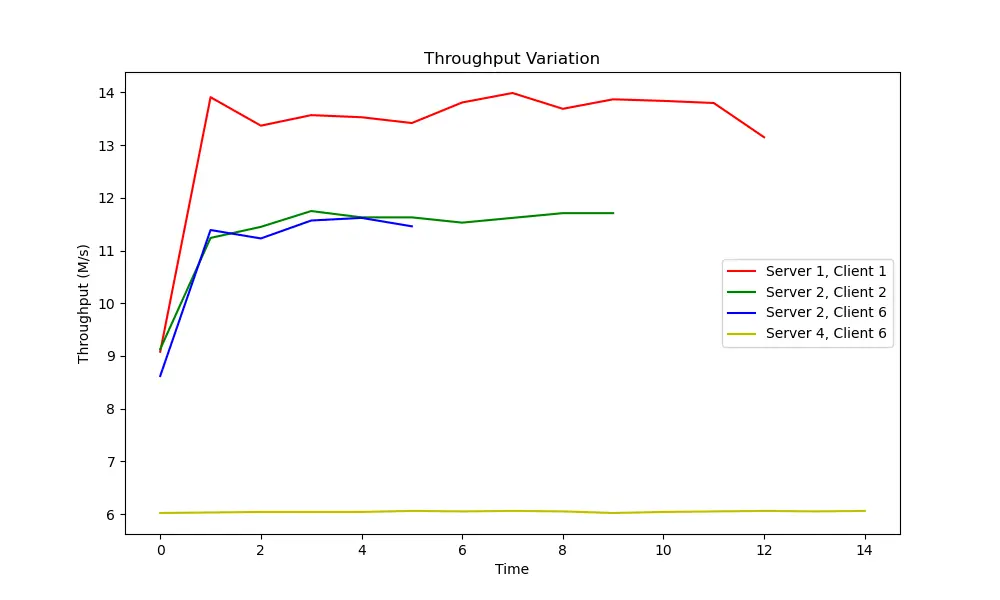 Throughput Variation
Throughput (M/s)
14
13
12
11
10
9
8
7
6
Server 1, Client 1
Server 2, Client 2
Server 2, Client 6
Server 4, Client 6
0 2 4 6 8 10 12 14
Time